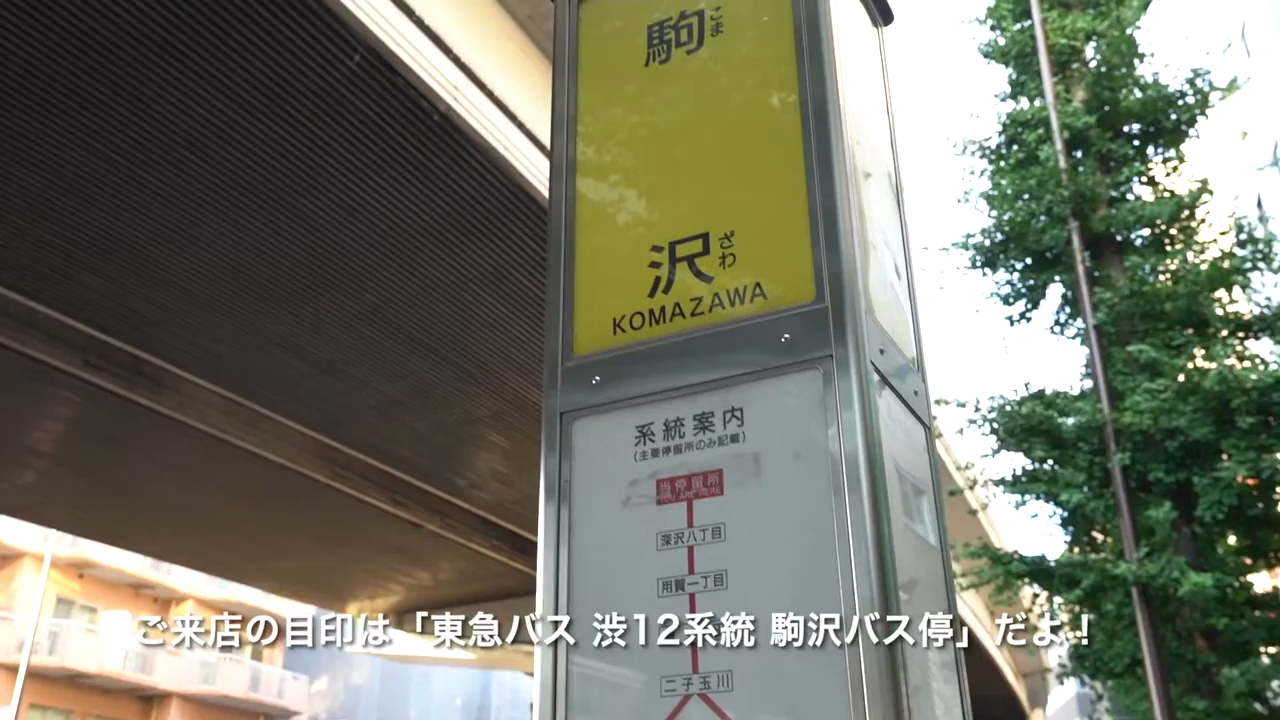 駒こま
沢ざわ
KOMAZAWA
系統案内
(主要停留所のみ記載)
当停留所
YOU ARE HERE
深沢八丁目
用賀一丁目
二子玉川
ご来店の目印は「東急バス 渋12系統 駒沢バス停」だよ!